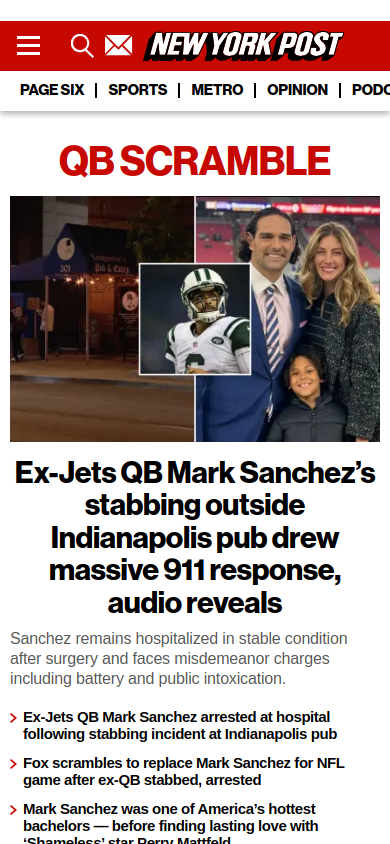 NEW YORK POST
PAGE SIX
SPORTS
METRO
OPINION
PODC
QB SCRAMBLE
301
Pub & Eatery
Ex-Jets QB Mark Sanchez’s
stabbing outside
Indianapolis pub drew
massive 911 response,
audio reveals
Sanchez remains hospitalized in stable condition
after surgery and faces misdemeanor charges
including battery and public intoxication.
Ex-Jets QB Mark Sanchez arrested at hospital
following stabbing incident at Indianapolis pub
Fox scrambles to replace Mark Sanchez for NFL
game after ex-QB stabbed, arrested
Mark Sanchez was one of America’s hottest
bachelors — before finding lasting love with
‘Shameless’ star Perry Mattfeld